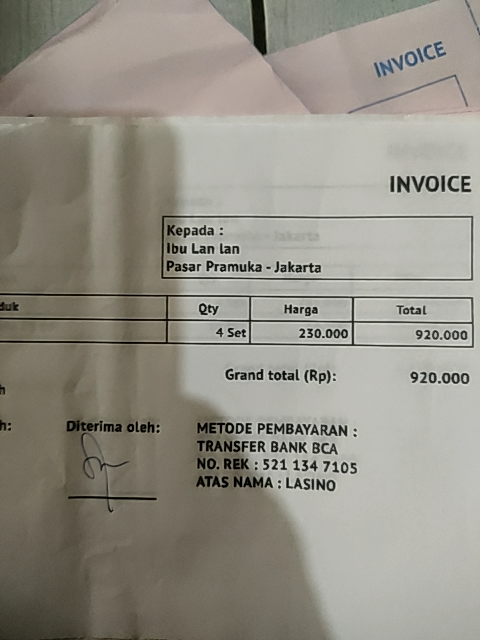 INVOICE
INVOICE
Kepada :
Ibu Lan lan
Pasar Pramuka - Jakarta
duk Qty Harga Total
4 Set 230.000 920.000
Grand total (Rp): 920.000
h
h: Diterima oleh: METODE PEMBAYARAN :
TRANSFER BANK BCA
NO. REK : 521 134 7105
ATAS NAMA : LASINO